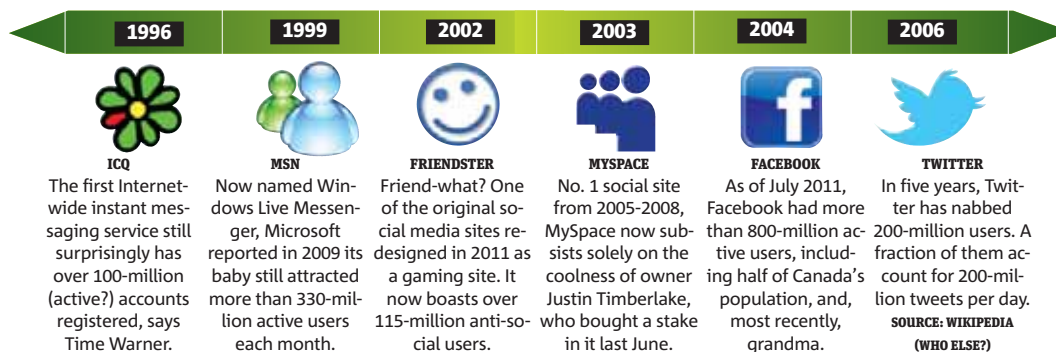 1996
1999
2002
2003
2004
2006
ICQ
The first Internet-
wide instant mes-
saging service still
surprisingly has
over 100-million
(active?) accounts
registered, says
Time Warner.
MSN
Now named Win-
dows Live Messen-
ger, Microsoft
reported in 2009 its
baby still attracted
more than 330-mil-
lion active users
each month.
FRIENDSTER
Friend-what? One
of the original so-
cial media sites re-
designed in 2011 as
a gaming site. It
now boasts over
115-million anti-so-
cial users.
MYSPACE
No. 1 social site
from 2005-2008,
MySpace now sub-
sists solely on the
coolness of owner
Justin Timberlake,
who bought a stake
in it last June.
f
FACEBOOK
As of July 2011,
Facebook had more
than 800-million ac-
tive users, includ-
ing half of Canada’s
population, and,
most recently,
grandma.
TWITTER
In five years, Twit-
ter has nabbed
200-million users. A
fraction of them ac-
count for 200-mil-
lion tweets per day.
SOURCE: WIKIPEDIA
(WHO ELSE?)